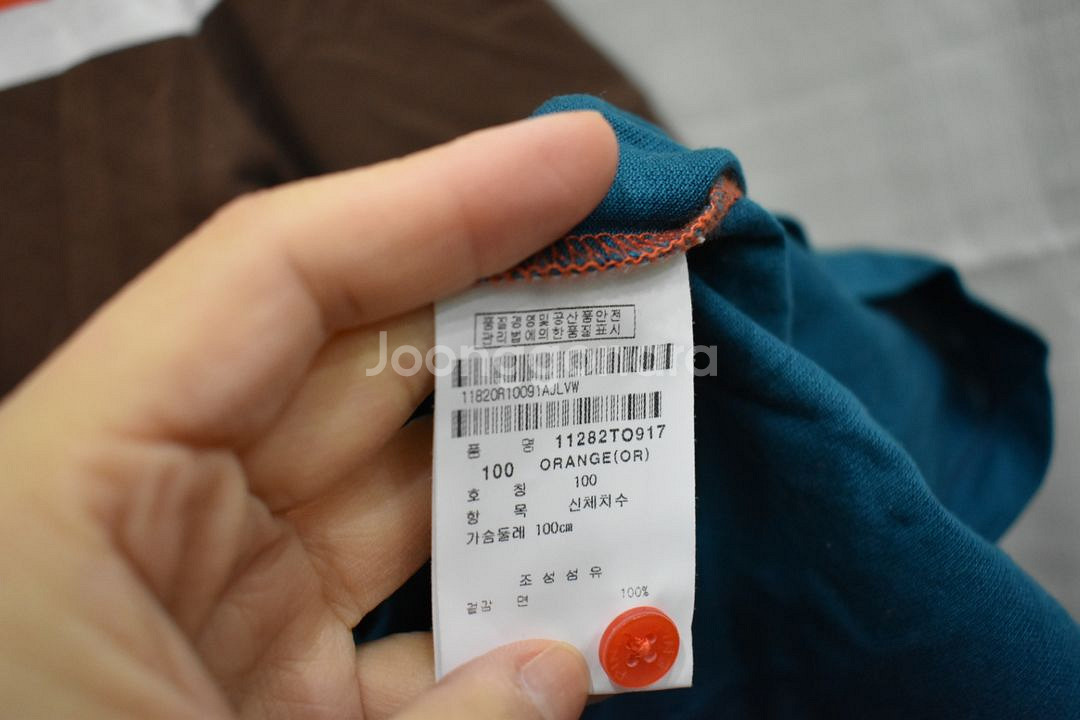 품질경영및공산품안전
관리법에의한품질표시
Joonggonara
11820R10091AJLVW
품 명 11282TO917
100 ORANGE(OR)
호 칭 100
항 목 신체치수
가슴둘레 100cm
조성섬유
겉감 면 100%